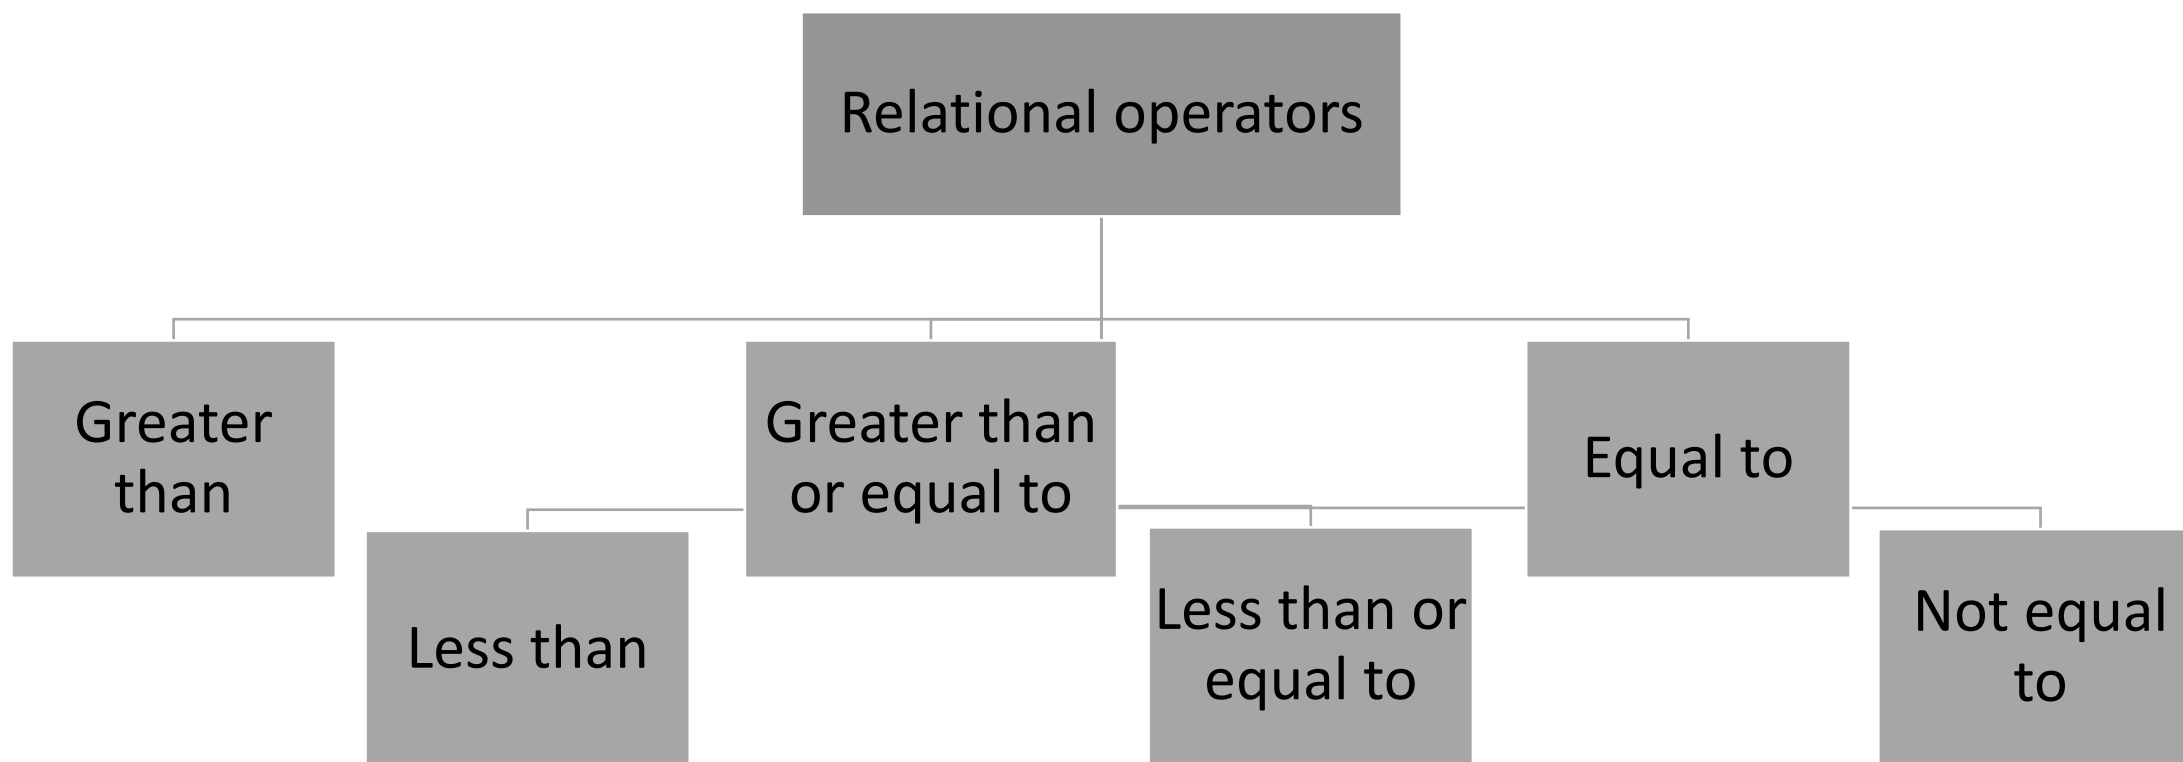 Relational operators
Greater
than
Greater than
or equal to
Equal to
Less than
Less than or
equal to
Not equal
to